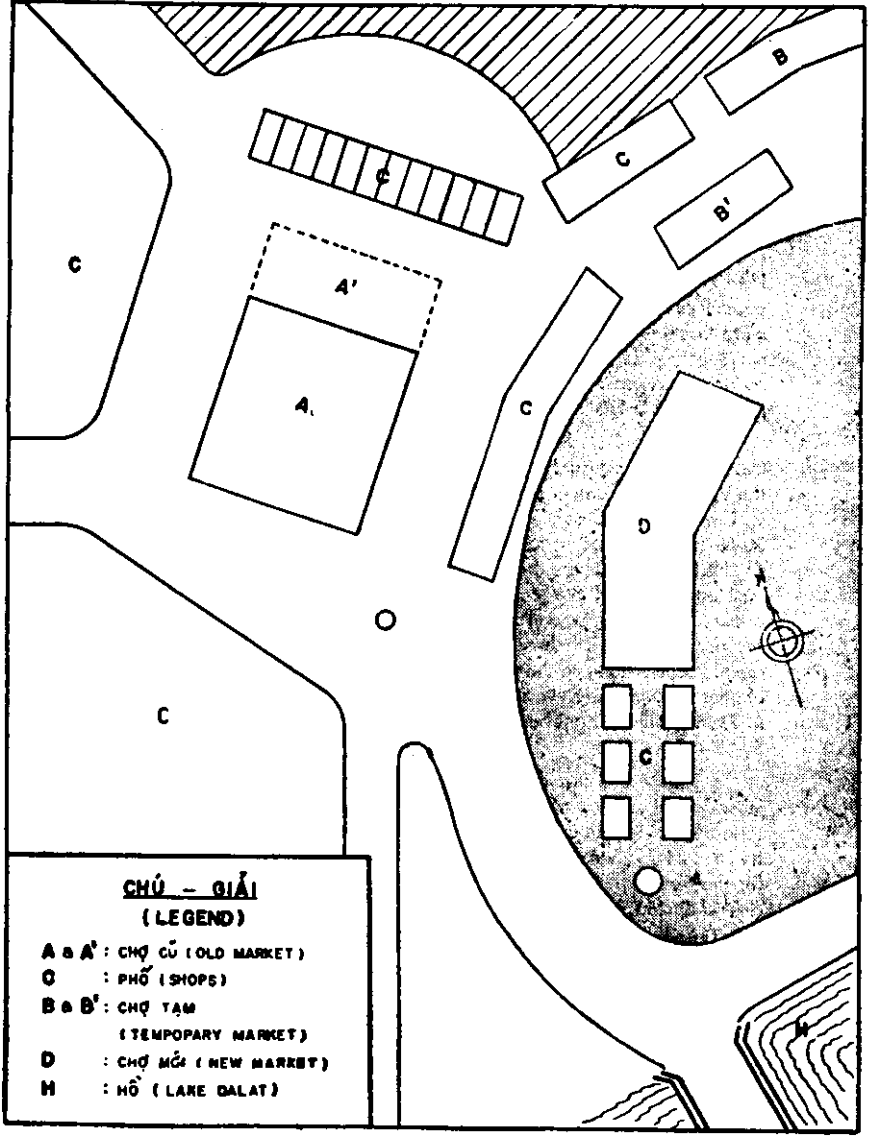 B
C
C
B'
C
A'
A
C
D
N
C
C
H
CHÚ - GIẢI
(LEGEND)
A & A' : CHỢ CŨ (OLD MARKET)
C : PHỐ (SHOPS)
B & B' : CHỢ TẠM
(TEMPOPARY MARKET)
D : CHỢ MỚI (NEW MARKET)
H : HỒ (LAKE DALAT)